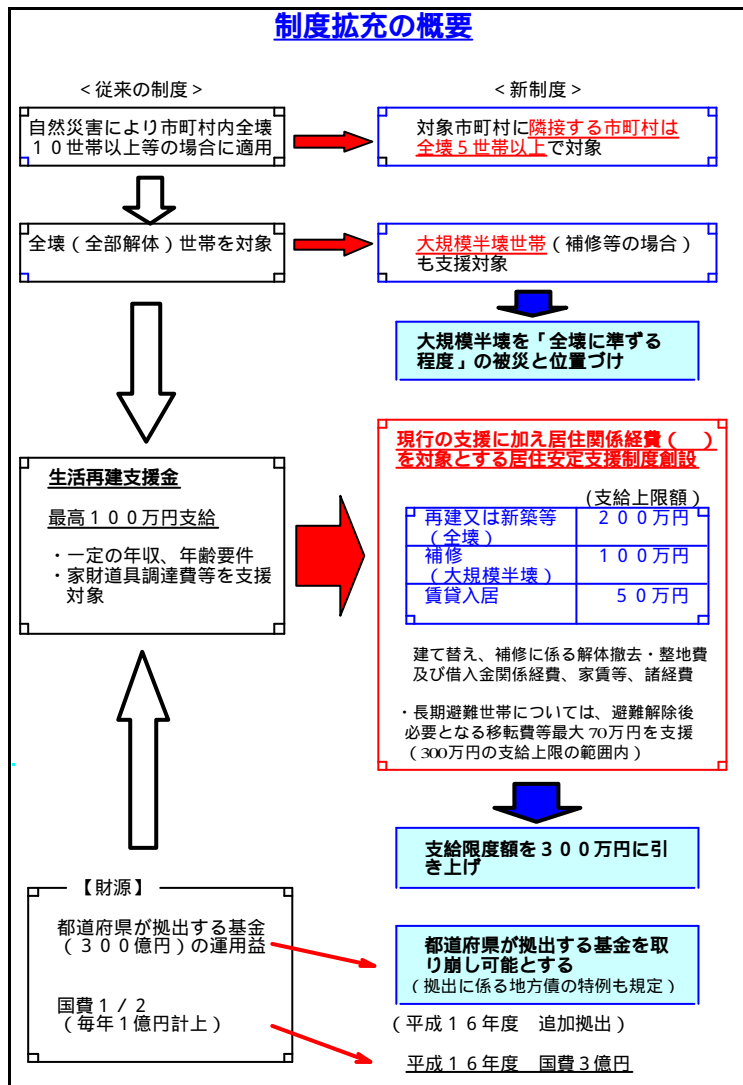 制度拡充の概要
＜従来の制度＞
＜新制度＞
自然災害により市町村内全壊
１０世帯以上等の場合に適用
対象市町村に隣接する市町村は
全壊５世帯以上で対象
全壊（全部解体）世帯を対象
大規模半壊世帯（補修等の場合）
も支援対象
大規模半壊を「全壊に準ずる
程度」の被災と位置づけ
生活再建支援金
最高１００万円支給
・一定の年収、年齢要件
・家財道具調達費等を支援
対象
現行の支援に加え居住関係経費（　）
を対象とする居住安定支援制度創設
（支給上限額）
再建又は新築等　２００万円
（全壊）
補修　１００万円
（大規模半壊）
賃貸入居　５０万円
建て替え、補修に係る解体撤去・整地費
及び借入金関係経費、家賃等、諸経費
・長期避難世帯については、避難解除後
必要となる移転費等最大70万円を支援
（300万円の支給上限の範囲内）
支給限度額を３００万円に引
き上げ
【財源】
都道府県が拠出する基金
（３００億円）の運用益
国費１／２
（毎年１億円計上）
都道府県が拠出する基金を取
り崩し可能とする
（拠出に係る地方債の特例も規定）
（平成１６年度　追加拠出）
平成１６年度　国費３億円